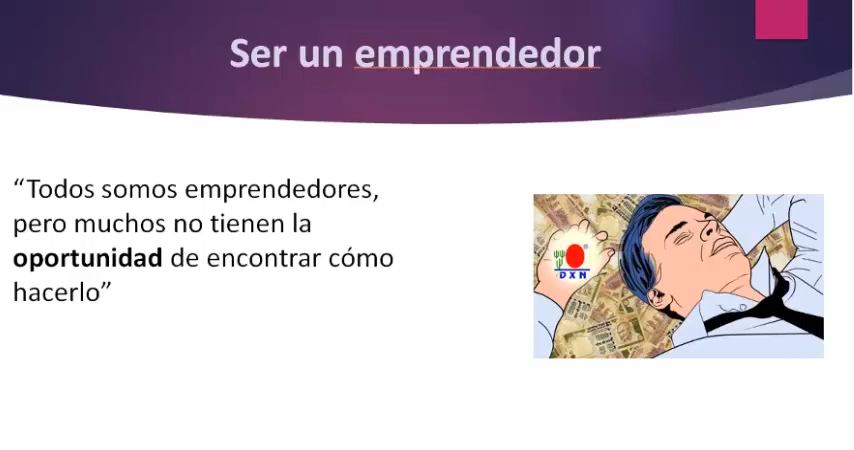 Ser un emprendedor
“Todos somos emprendedores,
pero muchos no tienen la
oportunidad de encontrar cómo
hacerlo”
DXN